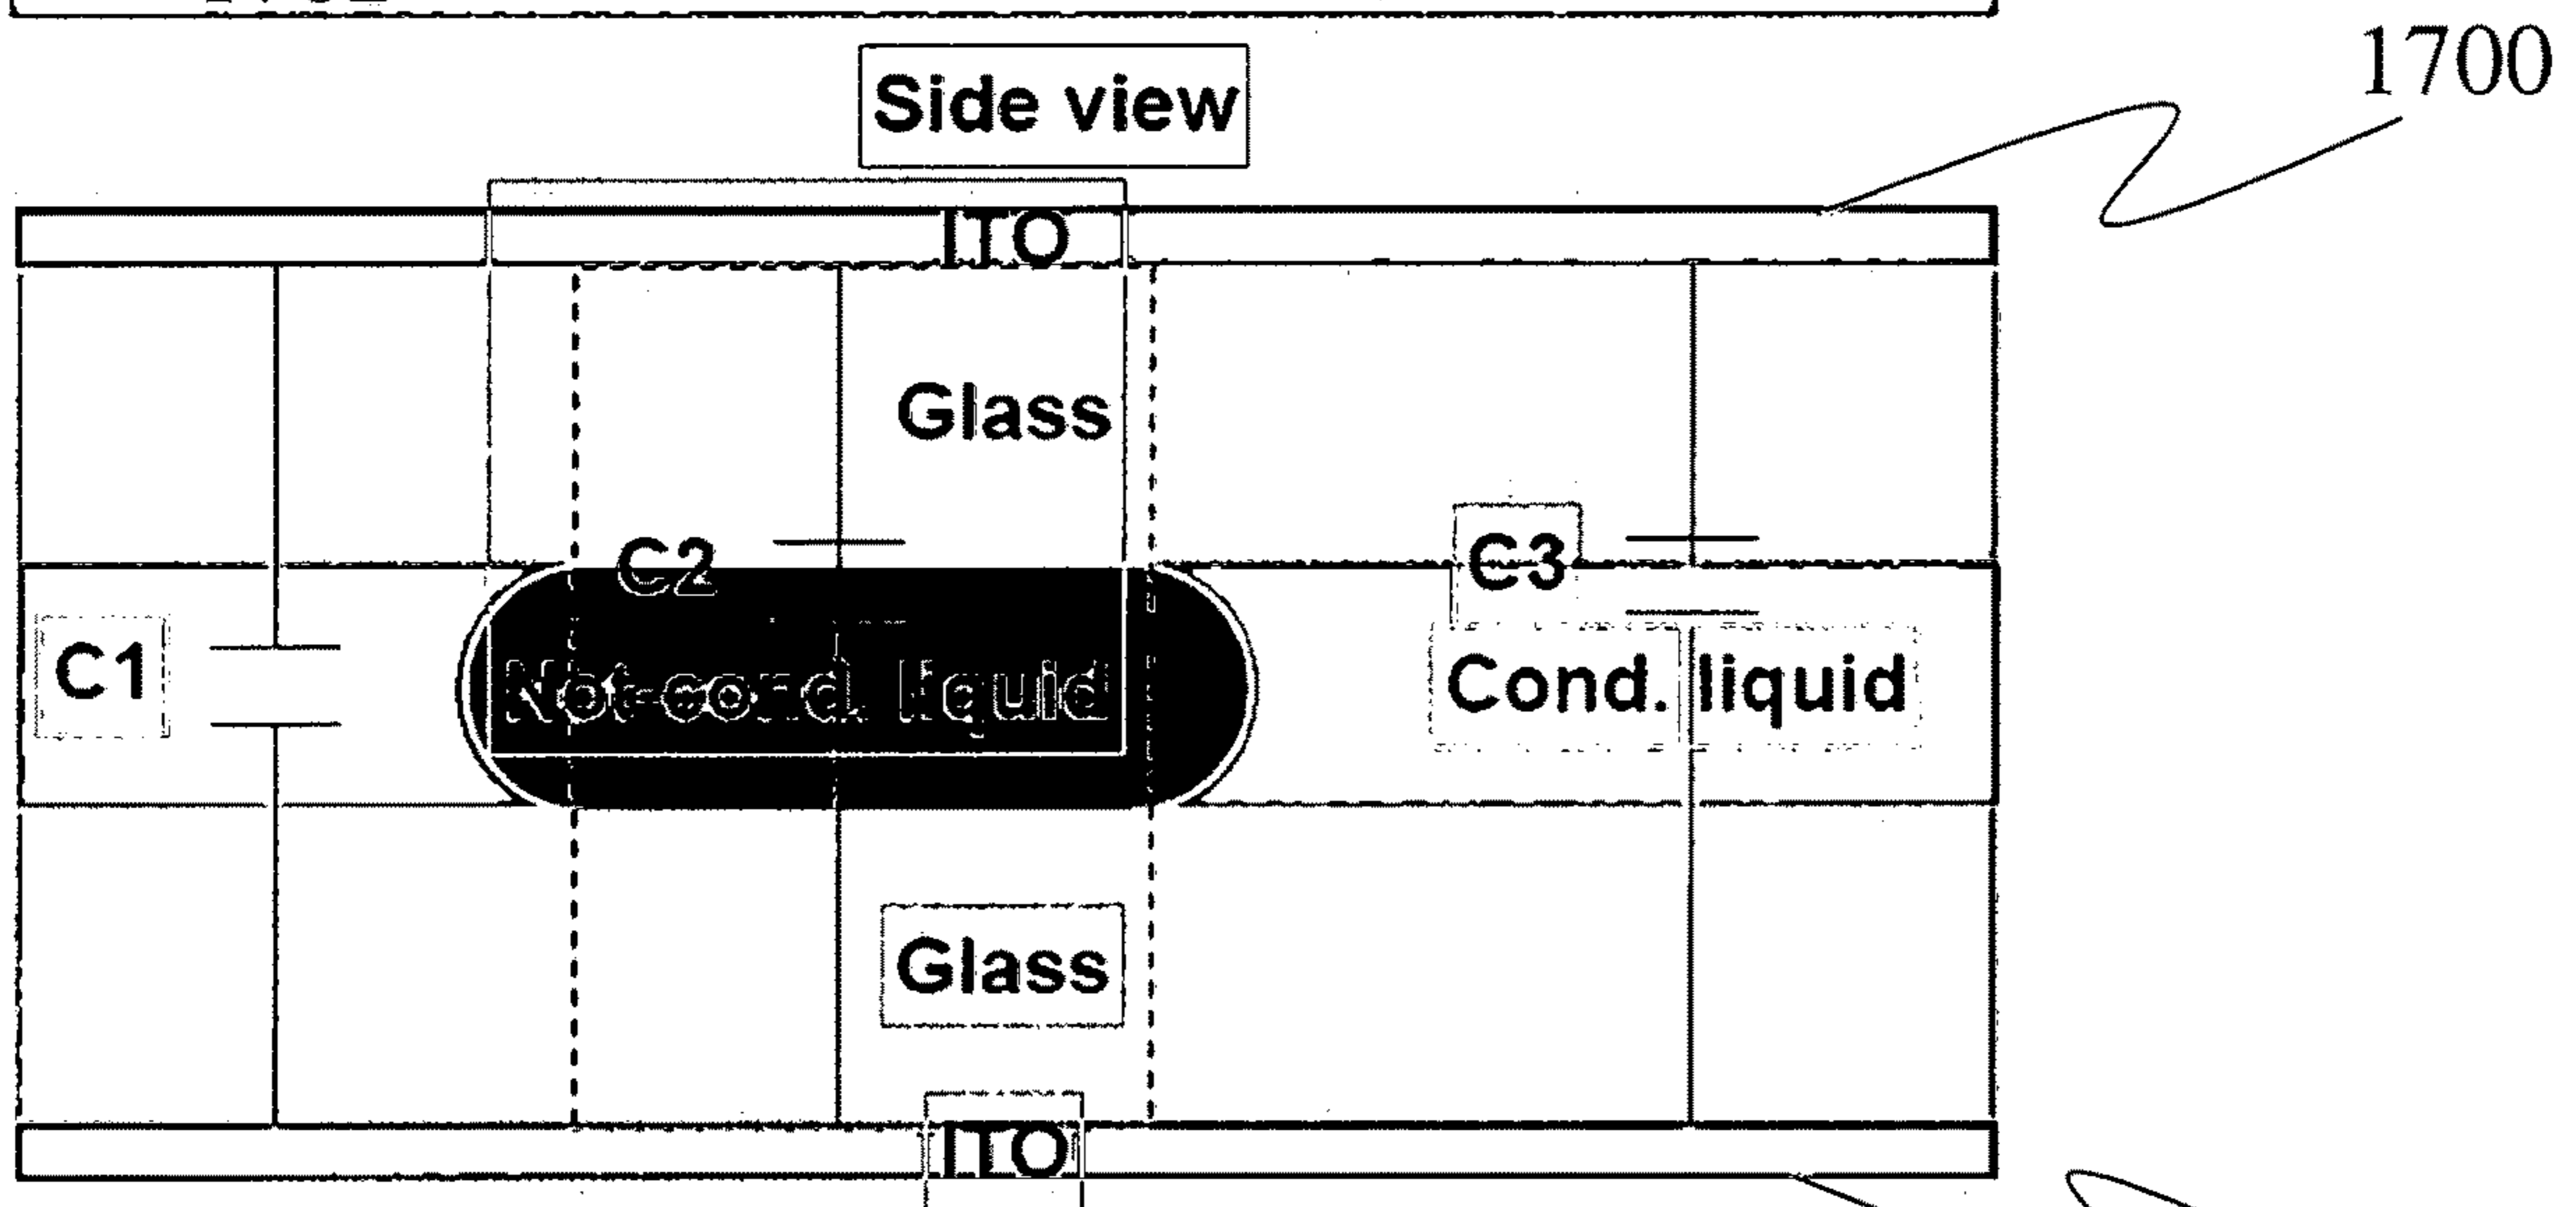 Side view
1700
ITO
Glass
C2
C3
C1
Not-cond. liquid
Cond. liquid
Glass
ITO